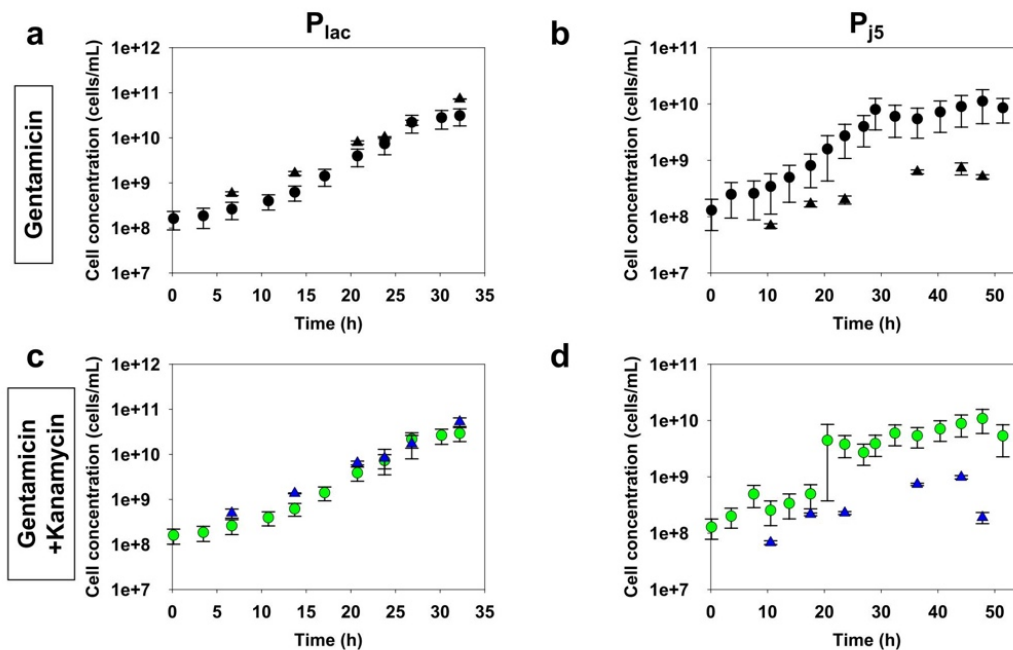 P_lac
P_j5
a
Gentamicin
Cell concentration (cells/mL)
1e+12
1e+11
1e+10
1e+9
1e+8
1e+7
0 5 10 15 20 25 30 35
Time (h)
b
Cell concentration (cells/mL)
1e+11
1e+10
1e+9
1e+8
1e+7
0 10 20 30 40 50
Time (h)
c
Gentamicin
+Kanamycin
Cell concentration (cells/mL)
1e+12
1e+11
1e+10
1e+9
1e+8
1e+7
0 5 10 15 20 25 30 35
Time (h)
d
Cell concentration (cells/mL)
1e+11
1e+10
1e+9
1e+8
1e+7
0 10 20 30 40 50
Time (h)